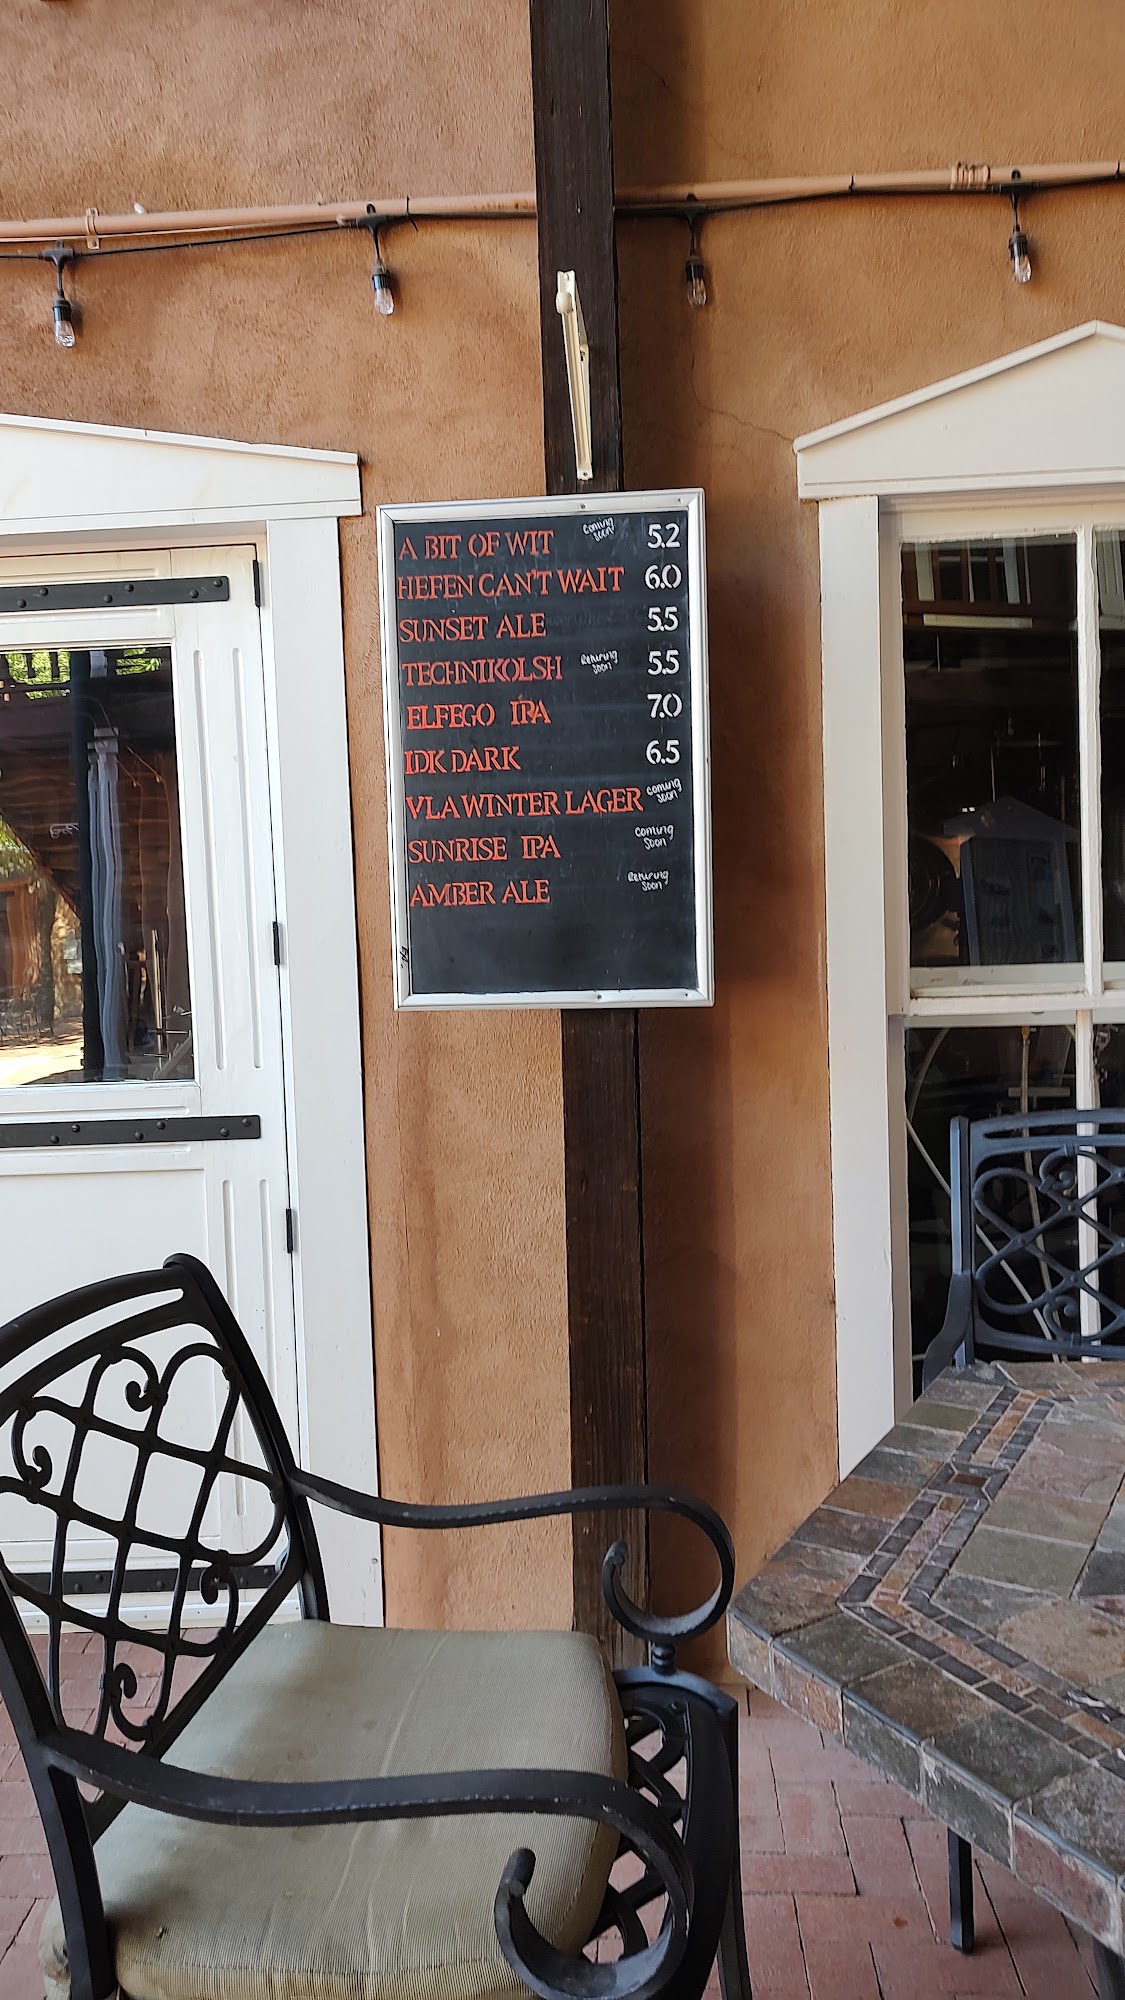 A BIT OF WIT Coming Soon! 5.2
HEFEN CAN'T WAIT 6.0
SUNSET ALE 5.5
TECHNIKOLSH Returing Soon 5.5
ELFEGO IPA 7.0
IDK DARK 6.5
VLA WINTER LAGER Coming Soon
SUNRISE IPA Coming Soon
AMBER ALE Returing Soon